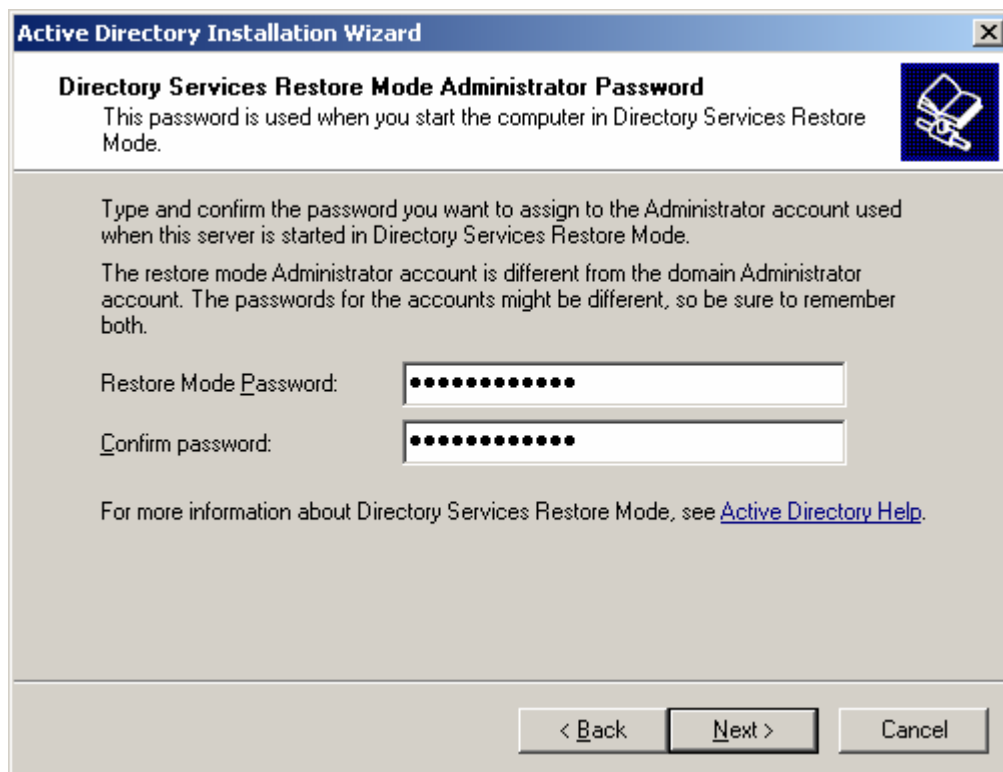 Active Directory Installation Wizard
Directory Services Restore Mode Administrator Password
This password is used when you start the computer in Directory Services Restore
Mode.
Type and confirm the password you want to assign to the Administrator account used
when this server is started in Directory Services Restore Mode.
The restore mode Administrator account is different from the domain Administrator
account. The passwords for the accounts might be different, so be sure to remember
both.
Restore Mode Password: ●●●●●●●●●●●●
Confirm password: ●●●●●●●●●●●●
For more information about Directory Services Restore Mode, see Active Directory Help.
< Back Next > Cancel